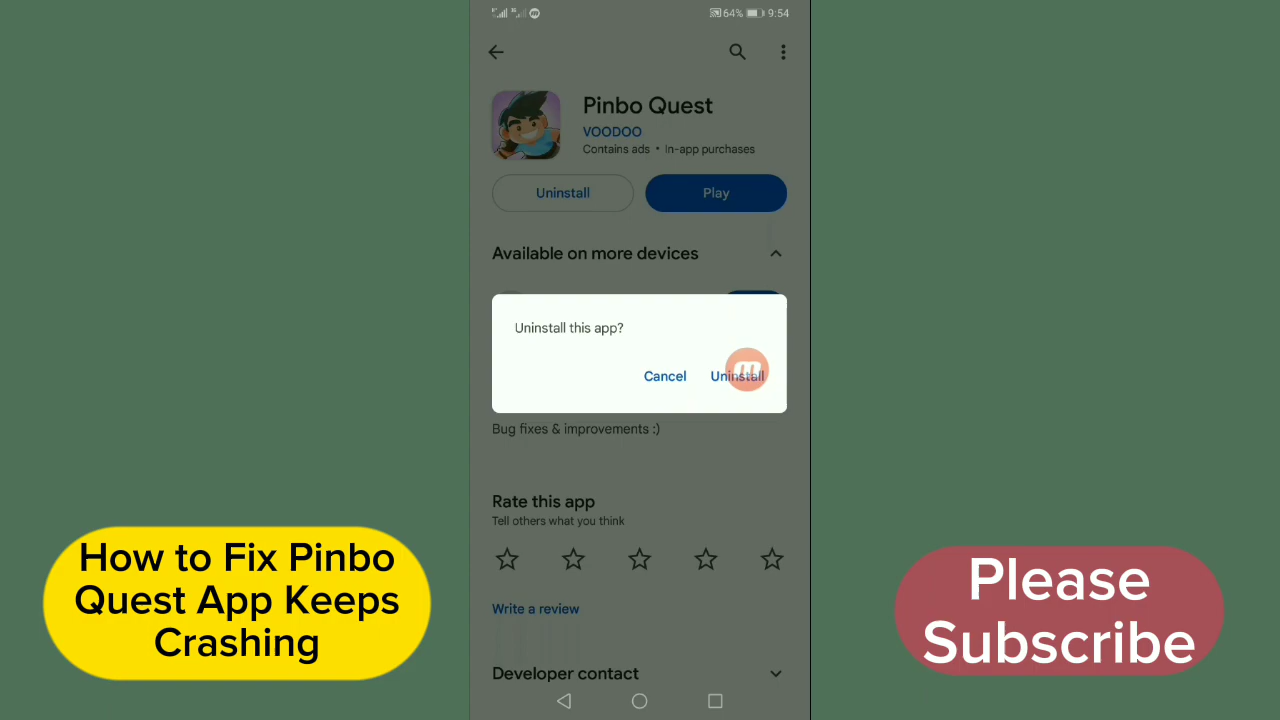 64% 9:54
Pinbo Quest
VOODOO
Contains ads • In-app purchases
Uninstall Play
Available on more devices
Uninstall this app?
Cancel Uninstall
Bug fixes & improvements :)
Rate this app
Tell others what you think
Write a review
Developer contact
How to Fix Pinbo
Quest App Keeps
Crashing
Please
Subscribe